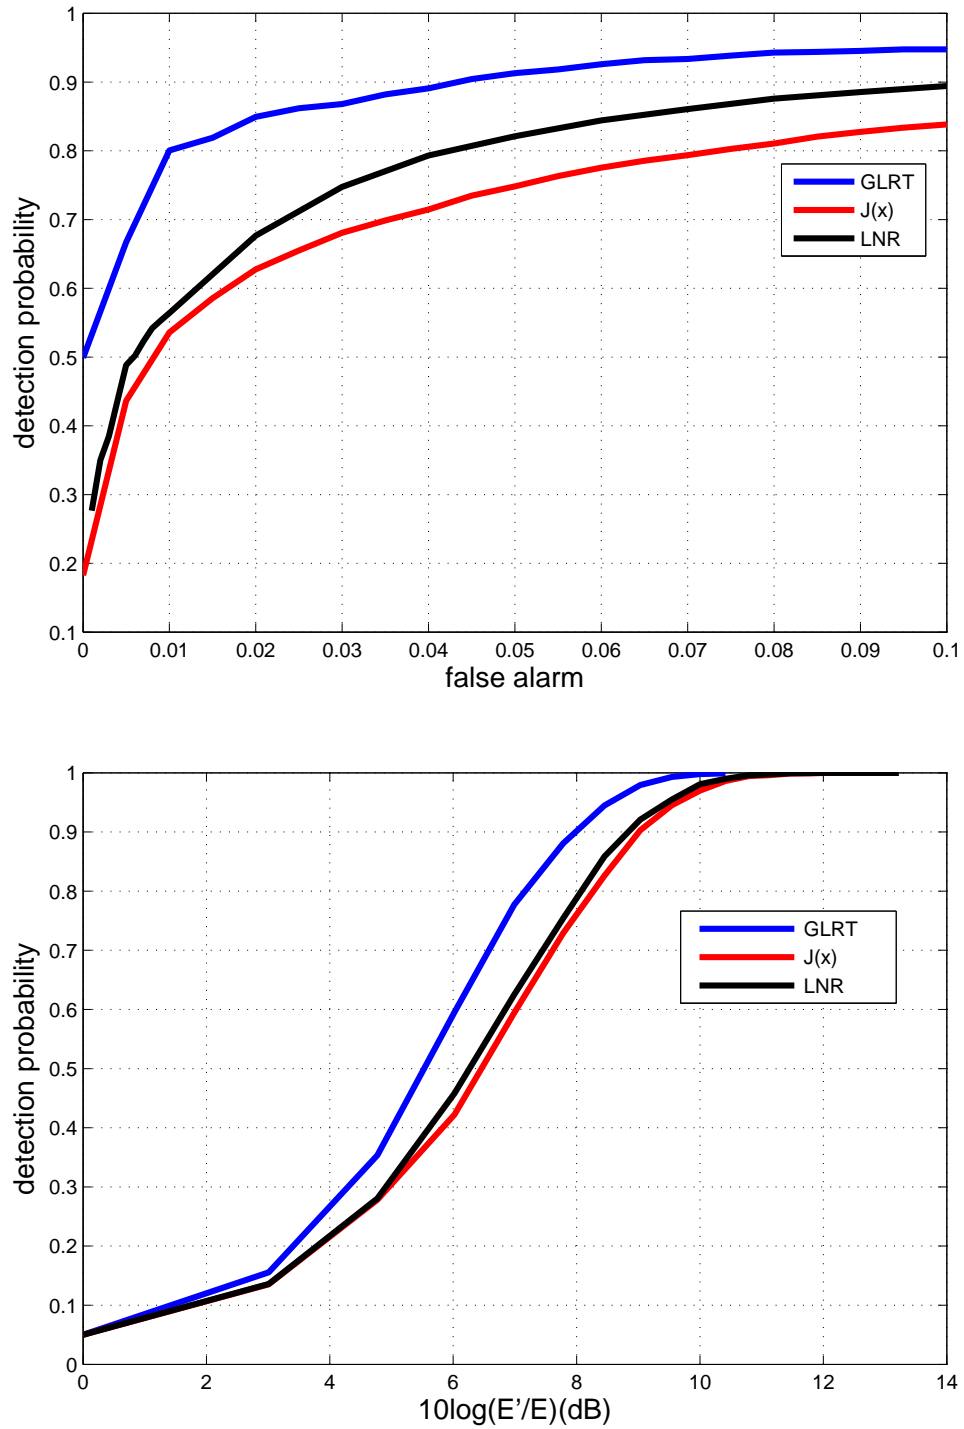 1
0.9
0.8
0.7
0.6
0.5
0.4
0.3
0.2
0.1
detection probability
GLRT
J(x)
LNR
0 0.01 0.02 0.03 0.04 0.05 0.06 0.07 0.08 0.09 0.1
false alarm
1
0.9
0.8
0.7
0.6
0.5
0.4
0.3
0.2
0.1
0
detection probability
GLRT
J(x)
LNR
0 2 4 6 8 10 12 14
10log(E'/E)(dB)